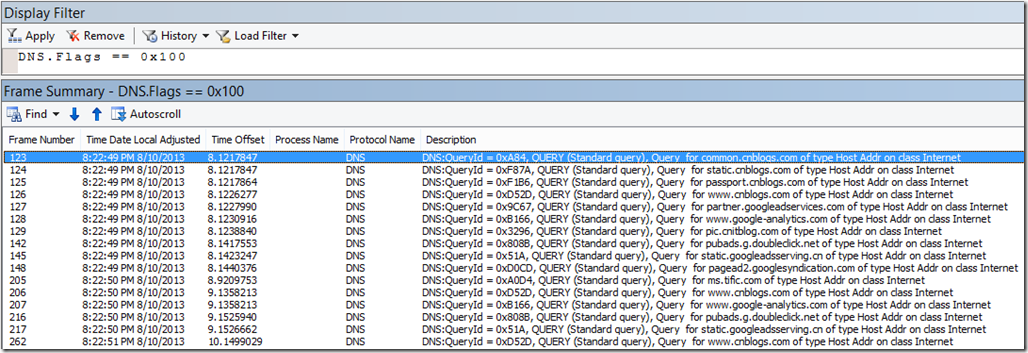 Display Filter
Apply Remove History Load Filter
DNS.Flags == 0x100
Frame Summary - DNS.Flags == 0x100
Find Autoscroll
Frame Number Time Date Local Adjusted Time Offset Process Name Protocol Name Description
123 8:22:49 PM 8/10/2013 8.1217847 DNS DNS:QueryId = 0xA84, QUERY (Standard query), Query for common.cnblogs.com of type Host Addr on class Internet
124 8:22:49 PM 8/10/2013 8.1217847 DNS DNS:QueryId = 0xF87A, QUERY (Standard query), Query for static.cnblogs.com of type Host Addr on class Internet
125 8:22:49 PM 8/10/2013 8.1217864 DNS DNS:QueryId = 0xF1B6, QUERY (Standard query), Query for passport.cnblogs.com of type Host Addr on class Internet
126 8:22:49 PM 8/10/2013 8.1226277 DNS DNS:QueryId = 0xD52D, QUERY (Standard query), Query for www.cnblogs.com of type Host Addr on class Internet
127 8:22:49 PM 8/10/2013 8.1227990 DNS DNS:QueryId = 0x9C67, QUERY (Standard query), Query for partner.googleadservices.com of type Host Addr on class Internet
128 8:22:49 PM 8/10/2013 8.1230916 DNS DNS:QueryId = 0xB166, QUERY (Standard query), Query for www.google-analytics.com of type Host Addr on class Internet
129 8:22:49 PM 8/10/2013 8.1238840 DNS DNS:QueryId = 0x3296, QUERY (Standard query), Query for pic.cnitblog.com of type Host Addr on class Internet
142 8:22:49 PM 8/10/2013 8.1417553 DNS DNS:QueryId = 0x808B, QUERY (Standard query), Query for pubads.g.doubleclick.net of type Host Addr on class Internet
145 8:22:49 PM 8/10/2013 8.1423247 DNS DNS:QueryId = 0x51A, QUERY (Standard query), Query for static.googleadsserving.cn of type Host Addr on class Internet
148 8:22:49 PM 8/10/2013 8.1440376 DNS DNS:QueryId = 0xD0CD, QUERY (Standard query), Query for pagead2.googlesyndication.com of type Host Addr on class Internet
205 8:22:50 PM 8/10/2013 8.9209753 DNS DNS:QueryId = 0xA0D4, QUERY (Standard query), Query for ms.tific.com of type Host Addr on class Internet
206 8:22:50 PM 8/10/2013 9.1358213 DNS DNS:QueryId = 0xD52D, QUERY (Standard query), Query for www.cnblogs.com of type Host Addr on class Internet
207 8:22:50 PM 8/10/2013 9.1358213 DNS DNS:QueryId = 0xB166, QUERY (Standard query), Query for www.google-analytics.com of type Host Addr on class Internet
216 8:22:50 PM 8/10/2013 9.1525940 DNS DNS:QueryId = 0x808B, QUERY (Standard query), Query for pubads.g.doubleclick.net of type Host Addr on class Internet
217 8:22:50 PM 8/10/2013 9.1526662 DNS DNS:QueryId = 0x51A, QUERY (Standard query), Query for static.googleadsserving.cn of type Host Addr on class Internet
262 8:22:51 PM 8/10/2013 10.1499029 DNS DNS:QueryId = 0xD52D, QUERY (Standard query), Query for www.cnblogs.com of type Host Addr on class Internet